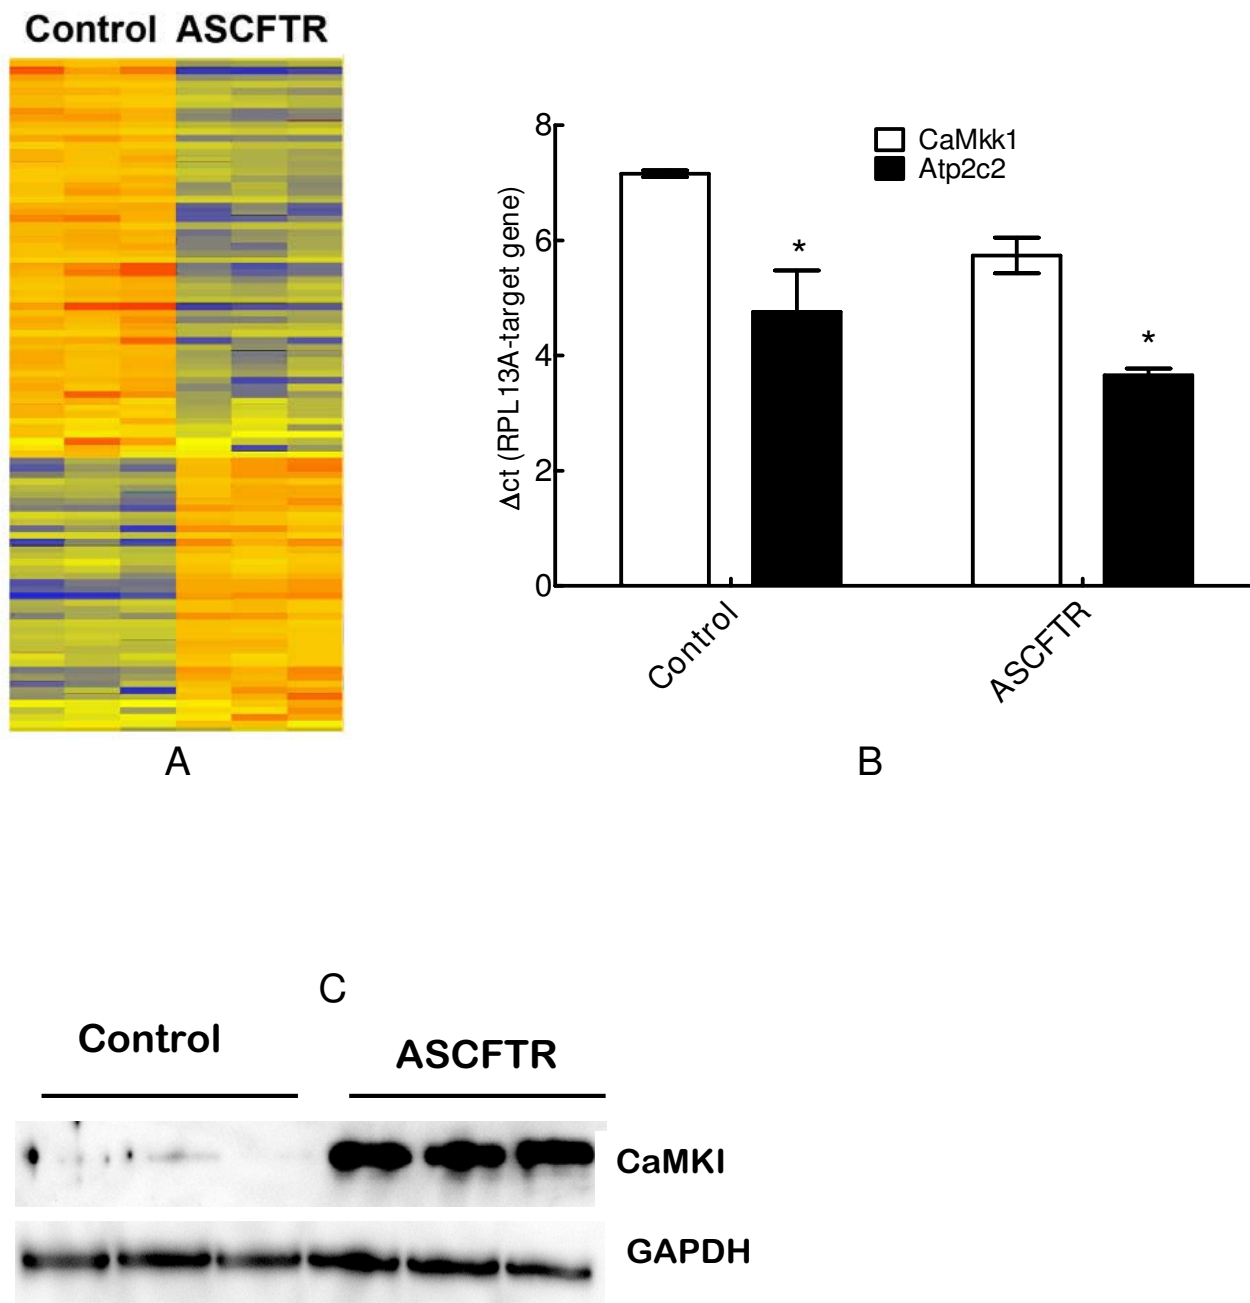 Control ASCFTR
A
8
6
4
2
0
Δct (RPL13A-target gene)
CaMkk1
Atp2c2
*
*
Control
ASCFTR
B
C
Control
ASCFTR
CaMKI
GAPDH